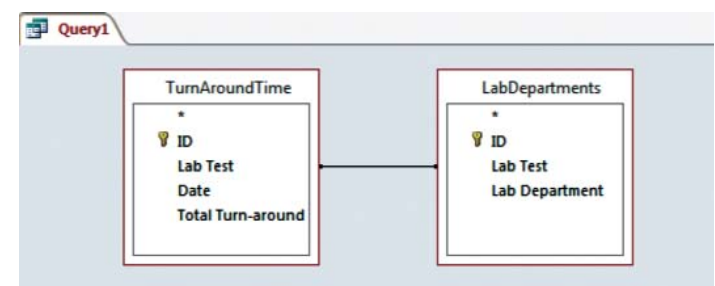 Query1
TurnAroundTime
*
ID
Lab Test
Date
Total Turn-around
LabDepartments
*
ID
Lab Test
Lab Department